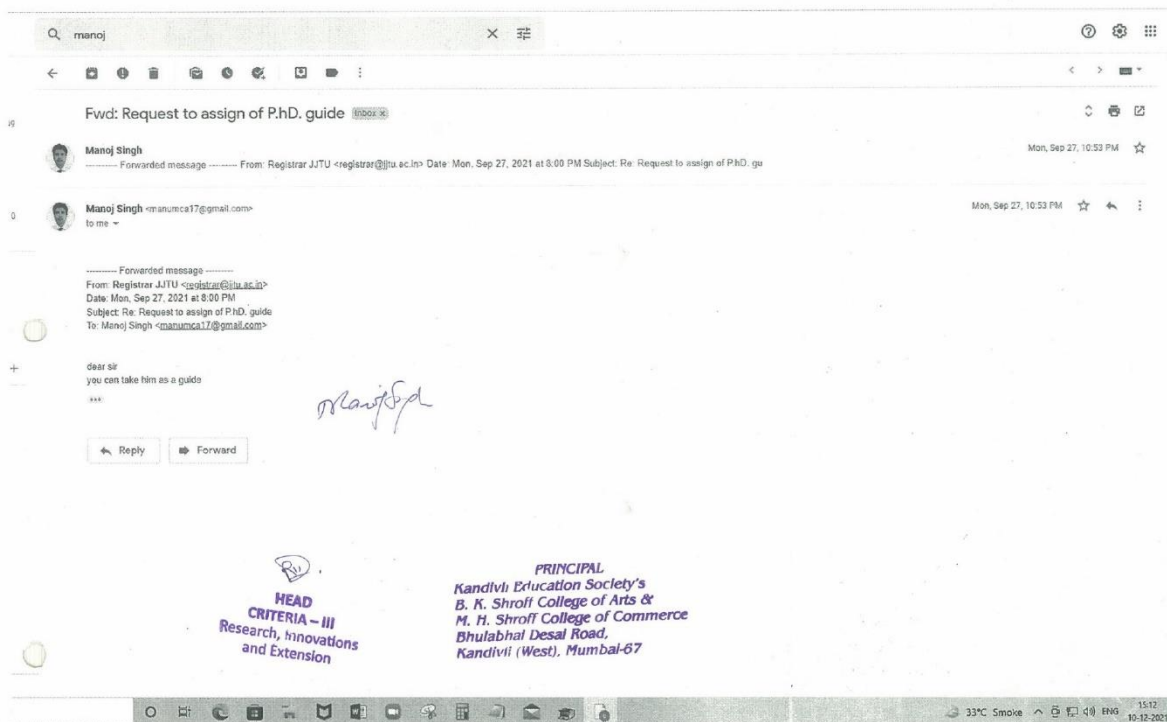 manoj
Fwd: Request to assign of P.hD. guide Inbox x
Manoj Singh
---------- Forwarded message --------- From: Registrar JJTU <registrar@jjtu.ac.in> Date: Mon, Sep 27, 2021 at 8:00 PM Subject: Re: Request to assign of P.hD. gu
Mon, Sep 27, 10:53 PM
Manoj Singh <manumca17@gmail.com>
Mon, Sep 27, 10:53 PM
to me
---------- Forwarded message ---------
From: Registrar JJTU <registrar@jjtu.ac.in>
Date: Mon, Sep 27, 2021 at 8:00 PM
Subject: Re: Request to assign of P.hD. guide
To: Manoj Singh <manumca17@gmail.com>
dear sir
you can take him as a guide
Reply
Forward
HEAD
CRITERIA – III
Research, Innovations
and Extension
PRINCIPAL
Kandivli Education Society's
B. K. Shroff College of Arts &
M. H. Shroff College of Commerce
Bhulabhai Desai Road,
Kandivli (West), Mumbai-67
33°C Smoke
ENG
15:12
10-12-2021